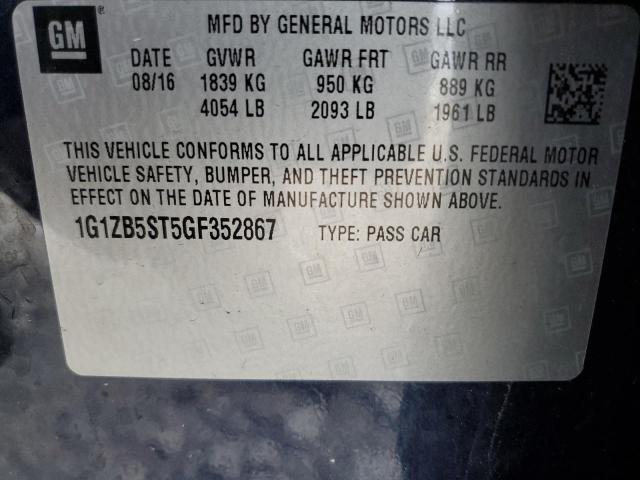 GM
MFD BY GENERAL MOTORS LLC
DATE GVWR GAWR FRT GAWR RR
08/16 1839 KG 950 KG 889 KG
4054 LB 2093 LB 1961 LB
THIS VEHICLE CONFORMS TO ALL APPLICABLE U.S. FEDERAL MOTOR
VEHICLE SAFETY, BUMPER, AND THEFT PREVENTION STANDARDS IN
EFFECT ON THE DATE OF MANUFACTURE SHOWN ABOVE.
1G1ZB5ST5GF352867 TYPE: PASS CAR